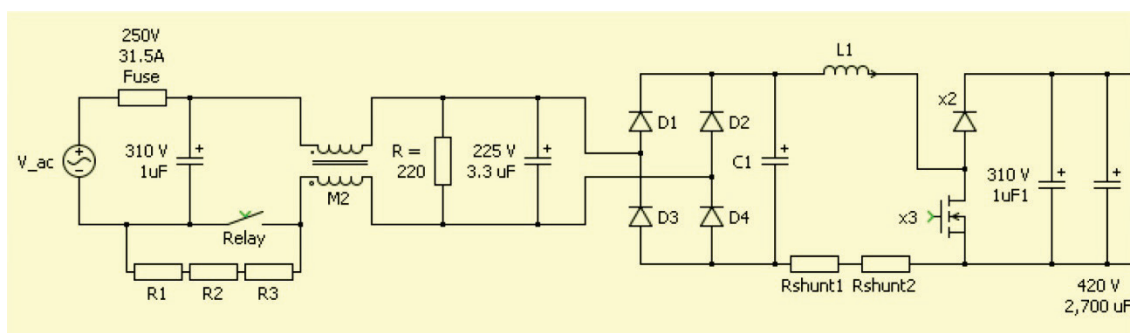 250V
31.5A
Fuse
V_ac
310 V
1uF
Relay
R1 R2 R3
M2
R =
220
225 V
3.3 uF
D1
D2
D3
D4
C1
L1
Rshunt1 Rshunt2
x2
x3
310 V
1uF1
420 V
2,700 uF